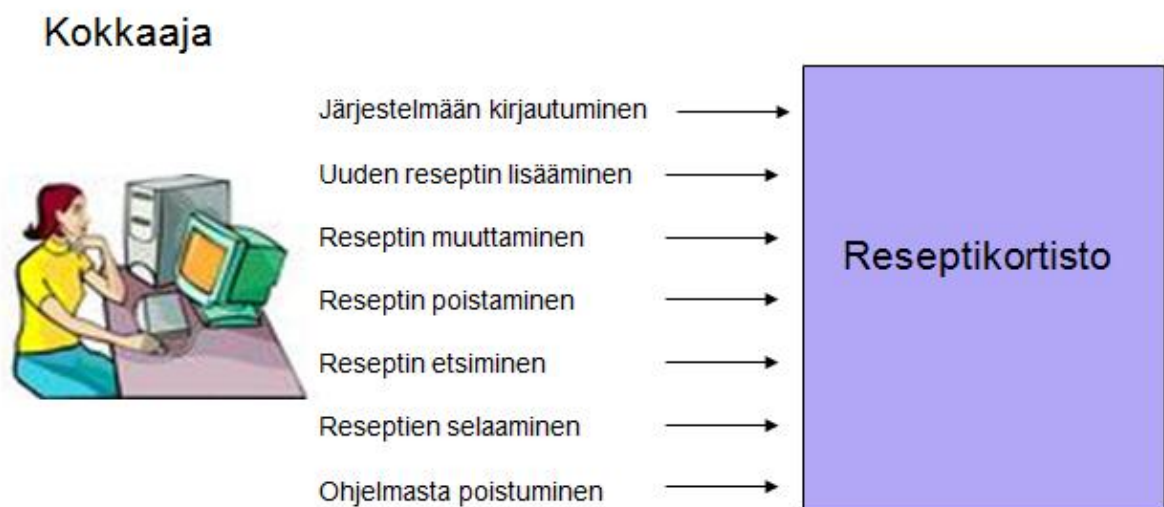 Kokkaaja
Järjestelmään kirjautuminen
Uuden reseptin lisääminen
Reseptin muuttaminen
Reseptikortisto
Reseptin poistaminen
Reseptin etsiminen
Reseptien selaaminen
Ohjelmasta poistuminen